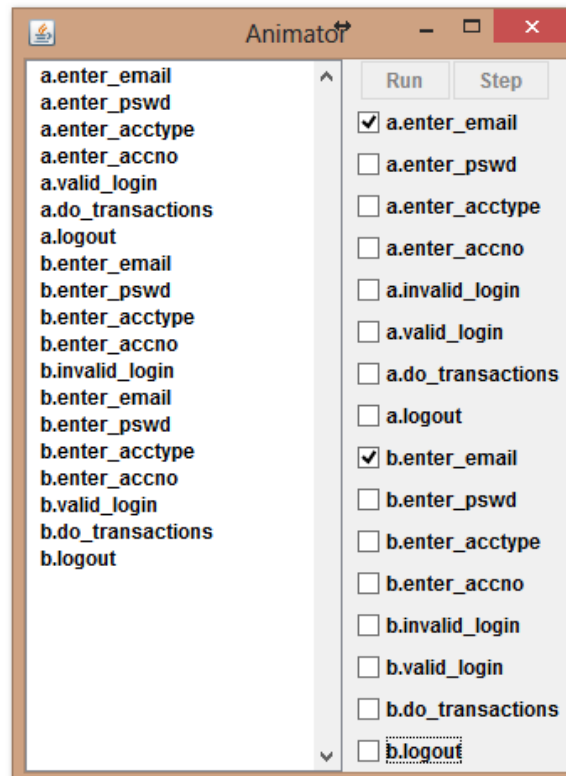 Animator
a.enter_email
a.enter_pswd
a.enter_acctype
a.enter_accno
a.valid_login
a.do_transactions
a.logout
b.enter_email
b.enter_pswd
b.enter_acctype
b.enter_accno
b.invalid_login
b.enter_email
b.enter_pswd
b.enter_acctype
b.enter_accno
b.valid_login
b.do_transactions
b.logout
Run Step
a.enter_email
a.enter_pswd
a.enter_acctype
a.enter_accno
a.invalid_login
a.valid_login
a.do_transactions
a.logout
b.enter_email
b.enter_pswd
b.enter_acctype
b.enter_accno
b.invalid_login
b.valid_login
b.do_transactions
b.logout